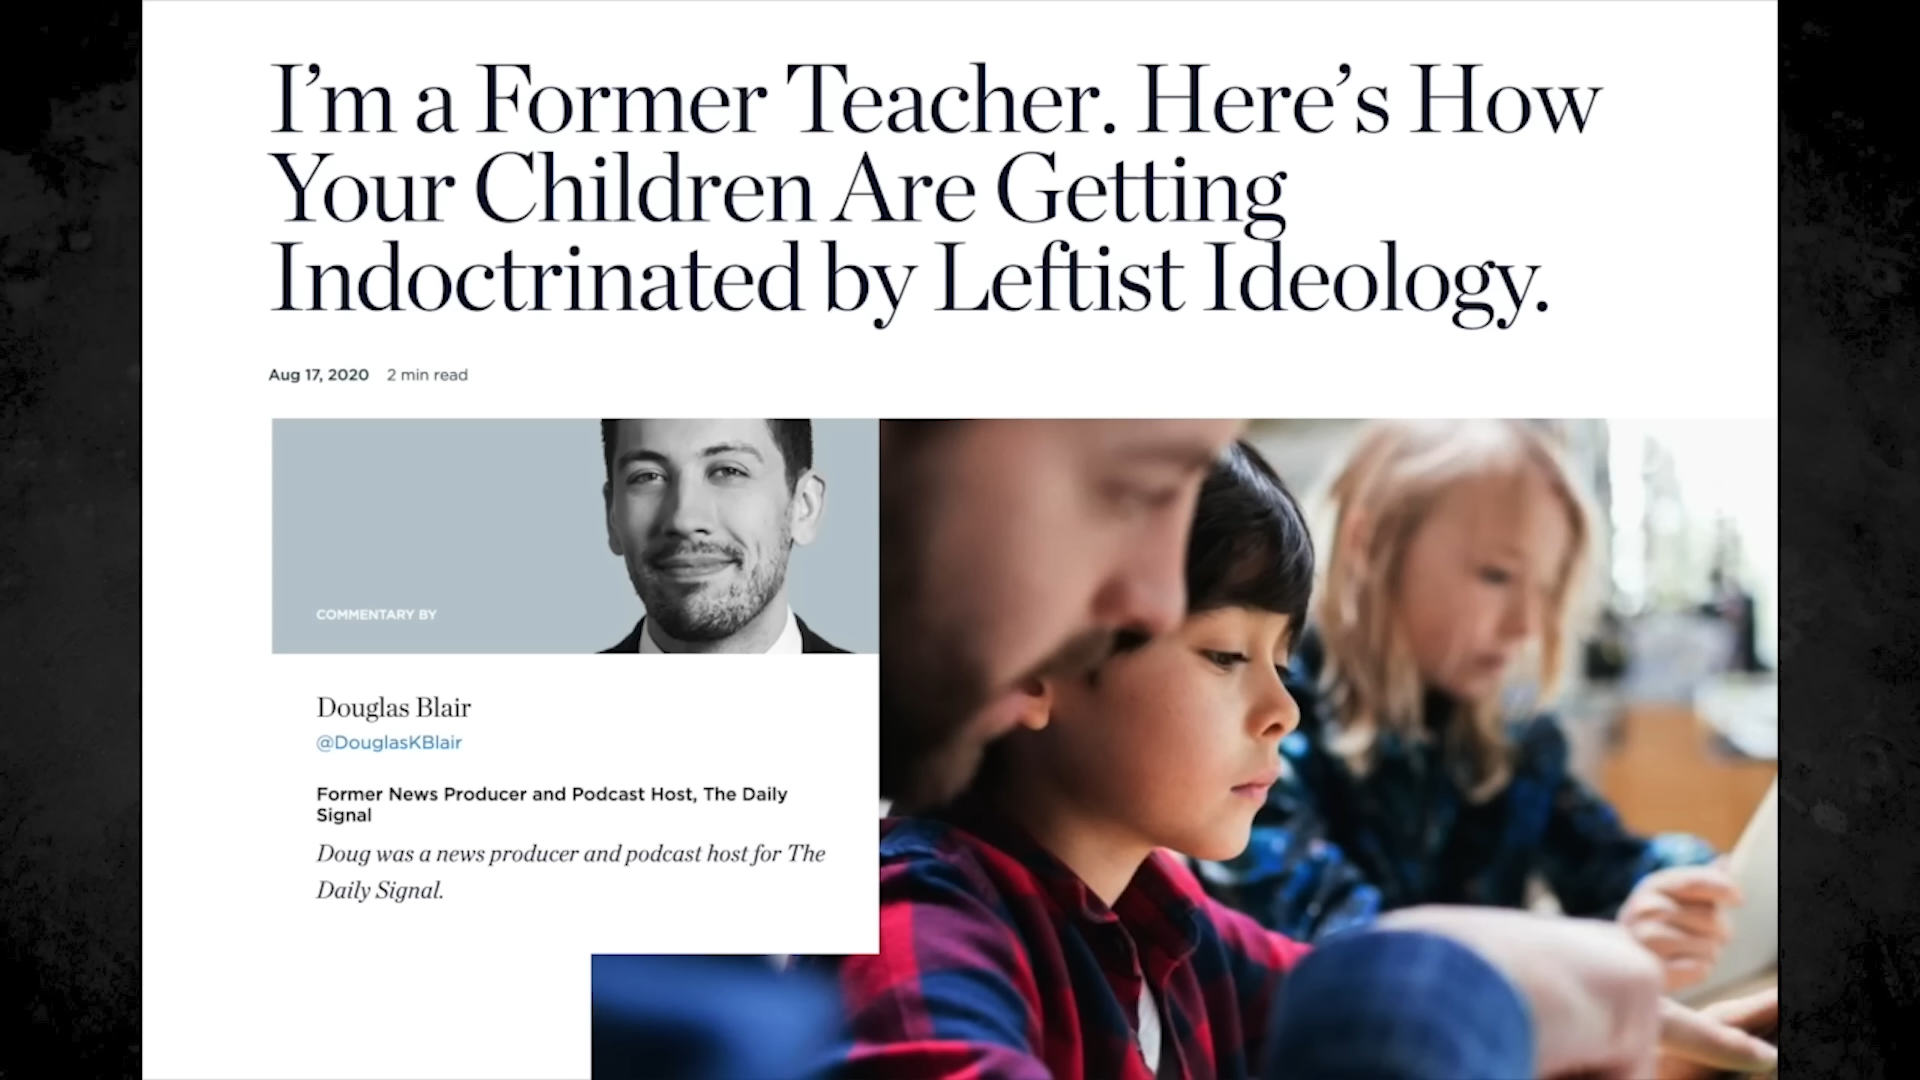 I’m a Former Teacher. Here’s How
Your Children Are Getting
Indoctrinated by Leftist Ideology.
Aug 17, 2020 2 min read
COMMENTARY BY
Douglas Blair
@DouglasKBlair
Former News Producer and Podcast Host, The Daily
Signal
Doug was a news producer and podcast host for The
Daily Signal.